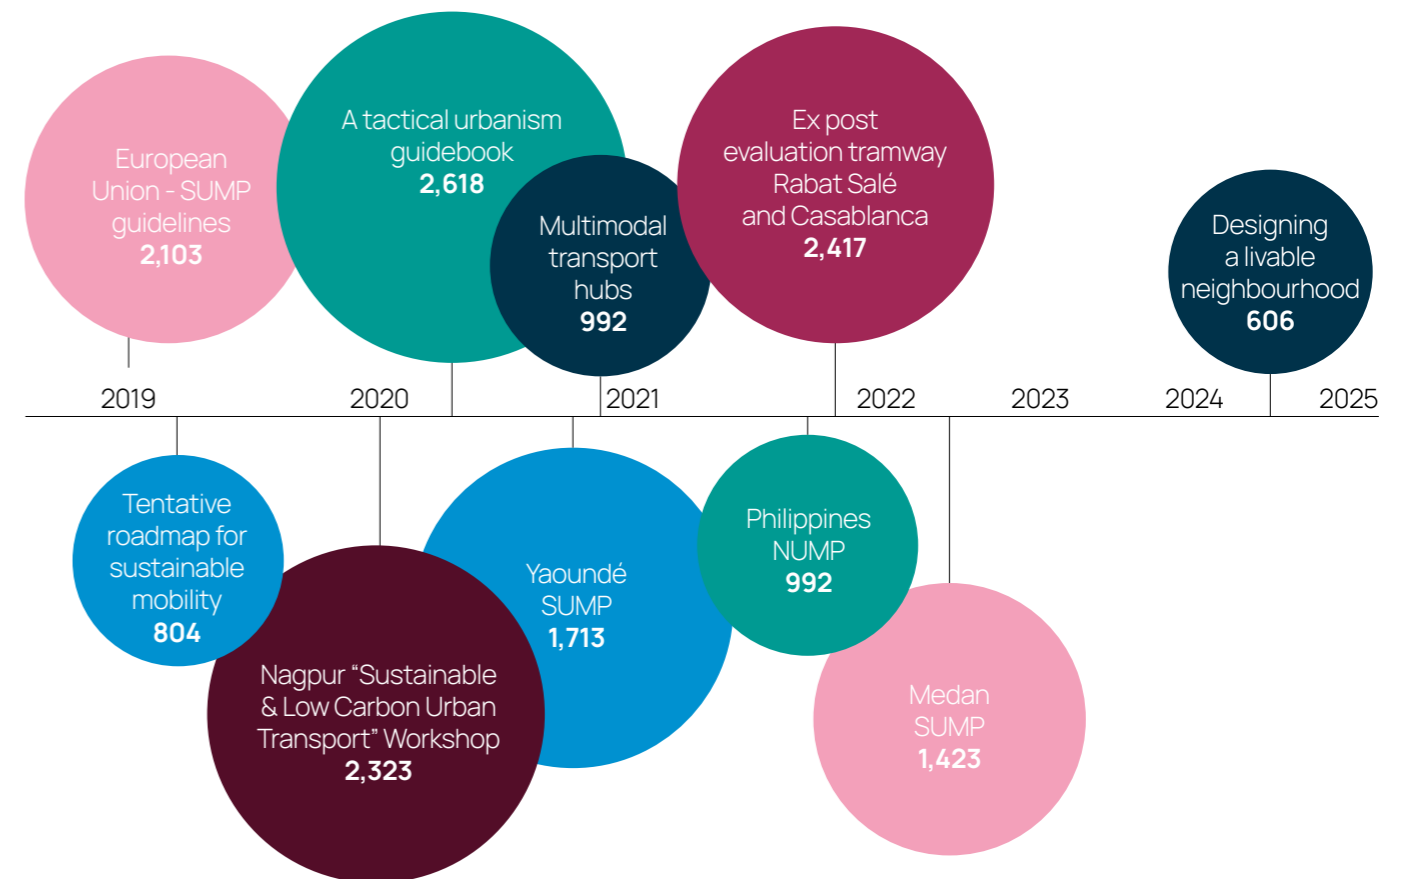 European
Union - SUMP
guidelines
2,103
A tactical urbanism
guidebook
2,618
Multimodal
transport
hubs
992
Ex post
evaluation tramway
Rabat Salé
and Casablanca
2,417
Designing
a livable
neighbourhood
606
2019
2020
2021
2022
2023
2024
2025
Tentative
roadmap for
sustainable
mobility
804
Nagpur “Sustainable
& Low Carbon Urban
Transport” Workshop
2,323
Yaoundé
SUMP
1,713
Philippines
NUMP
992
Medan
SUMP
1,423